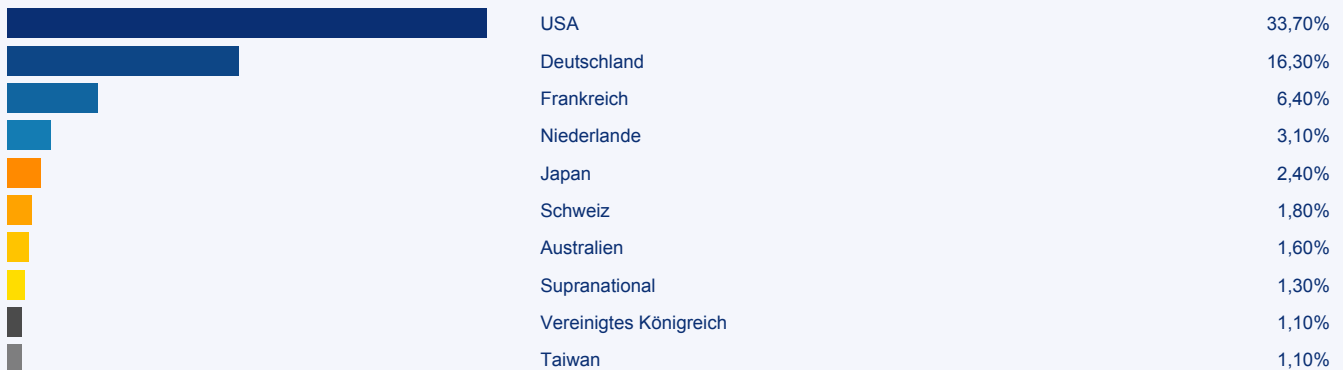 USA 33,70%
Deutschland 16,30%
Frankreich 6,40%
Niederlande 3,10%
Japan 2,40%
Schweiz 1,80%
Australien 1,60%
Supranational 1,30%
Vereinigtes Königreich 1,10%
Taiwan 1,10%